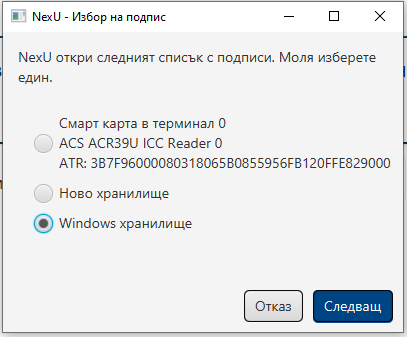 NexU - Избор на подпис
NexU откри следният списък с подписи. Моля изберете
един.
Смарт карта в терминал 0
ACS ACR39U ICC Reader 0
ATR: 3B7F96000080318065B0855956FB120FFE829000
Ново хранилище
Windows хранилище
Отказ
Следващ